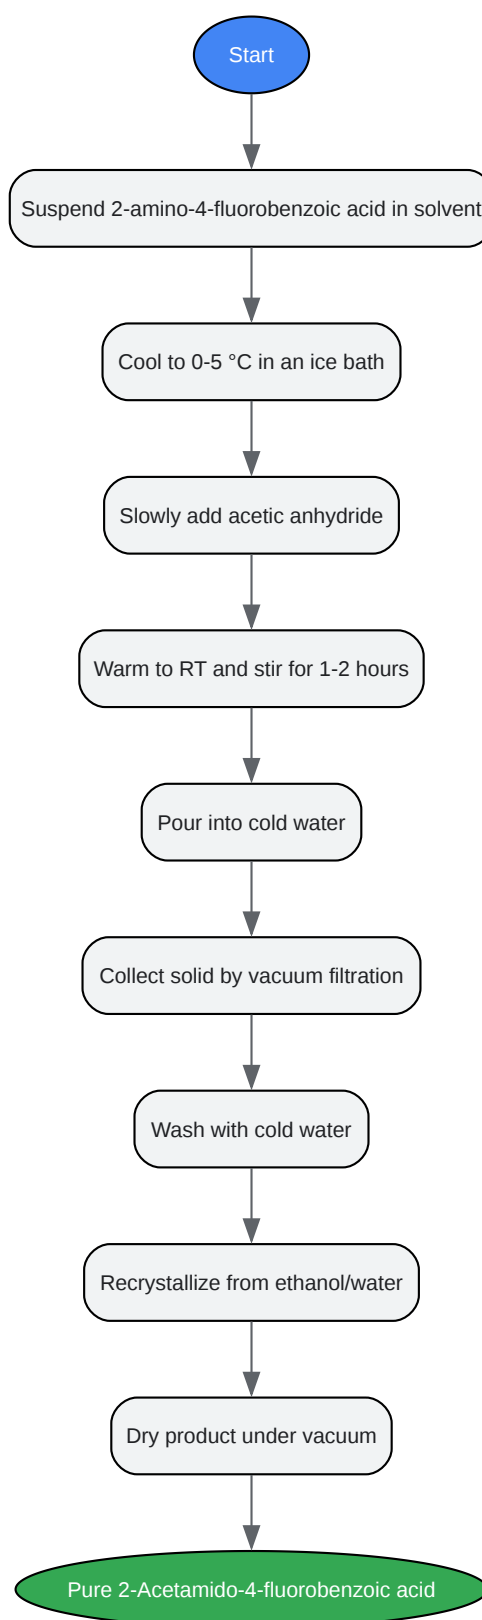 Start
Suspend 2-amino-4-fluorobenzoic acid in solvent
Cool to 0-5 °C in an ice bath
Slowly add acetic anhydride
Warm to RT and stir for 1-2 hours
Pour into cold water
Collect solid by vacuum filtration
Wash with cold water
Recrystallize from ethanol/water
Dry product under vacuum
Pure 2-Acetamido-4-fluorobenzoic acid